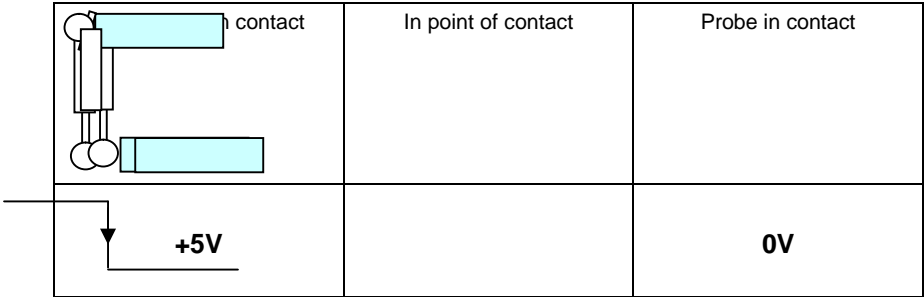 contact
In point of contact
Probe in contact
+5V
0V